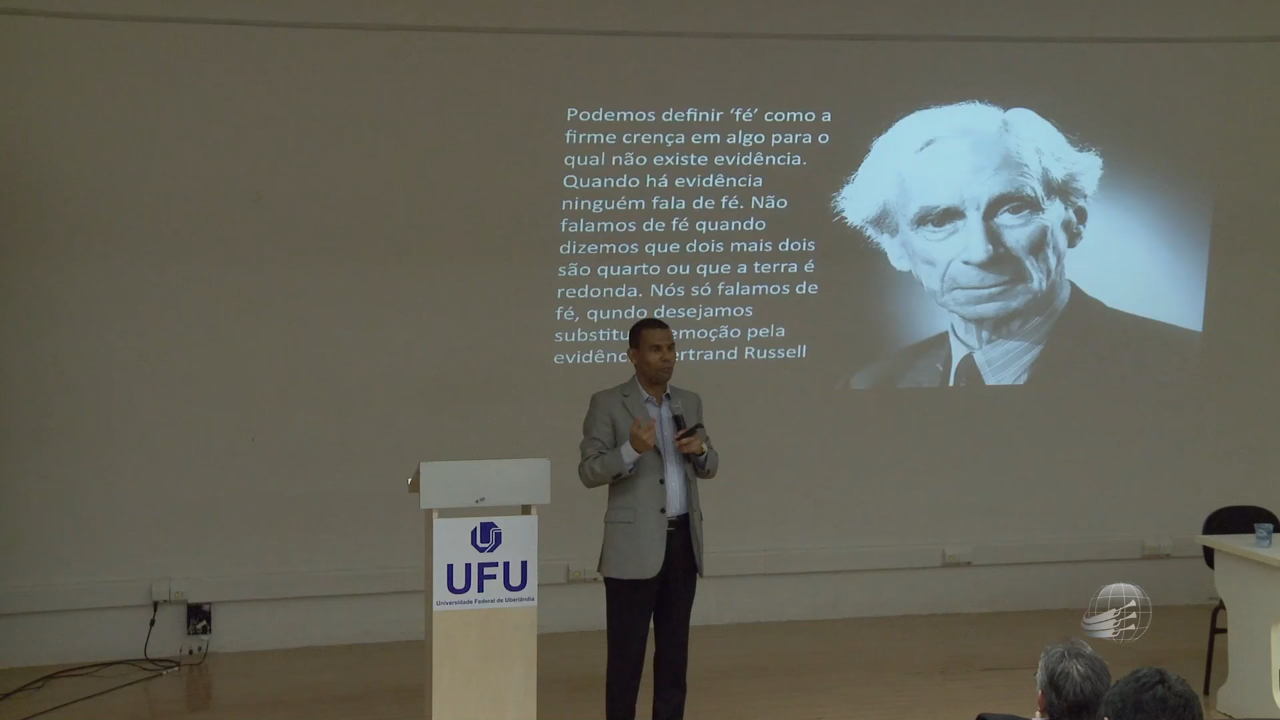 Podemos definir ‘fé’ como a
firme crença em algo para o
qual não existe evidência.
Quando há evidência
ninguém fala de fé. Não
falamos de fé quando
dizemos que dois mais dois
são quarto ou que a terra é
redonda. Nós só falamos de
fé, qundo desejamos
emoção pela
Bertrand Russell
UFU
Universidade Federal de Uberlândia